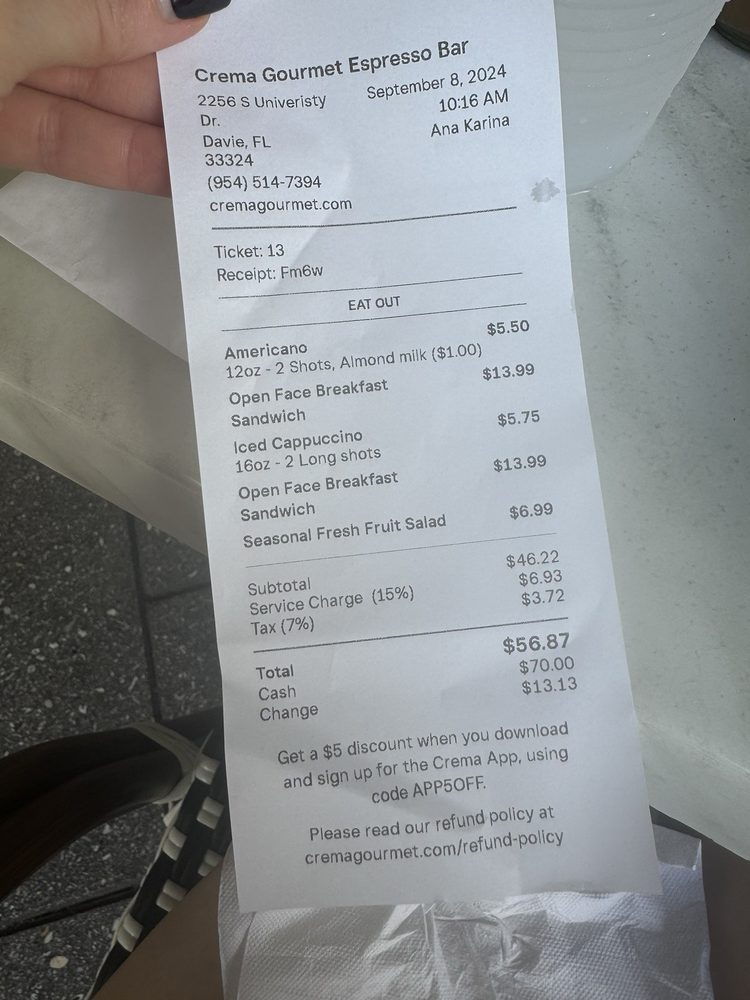 Crema Gourmet Espresso Bar
2256 S Univeristy
Dr.
Davie, FL
33324
(954) 514-7394
cremagourmet.com
September 8, 2024
10:16 AM
Ana Karina
Ticket: 13
Receipt: Fm6w
EAT OUT
Americano $5.50
12oz - 2 Shots, Almond milk ($1.00)
Open Face Breakfast $13.99
Sandwich
Iced Cappuccino $5.75
16oz - 2 Long shots
Open Face Breakfast $13.99
Sandwich
Seasonal Fresh Fruit Salad $6.99
Subtotal $46.22
Service Charge (15%) $6.93
Tax (7%) $3.72
Total $56.87
Cash $70.00
Change $13.13
Get a $5 discount when you download
and sign up for the Crema App, using
code APP5OFF.
Please read our refund policy at
cremagourmet.com/refund-policy